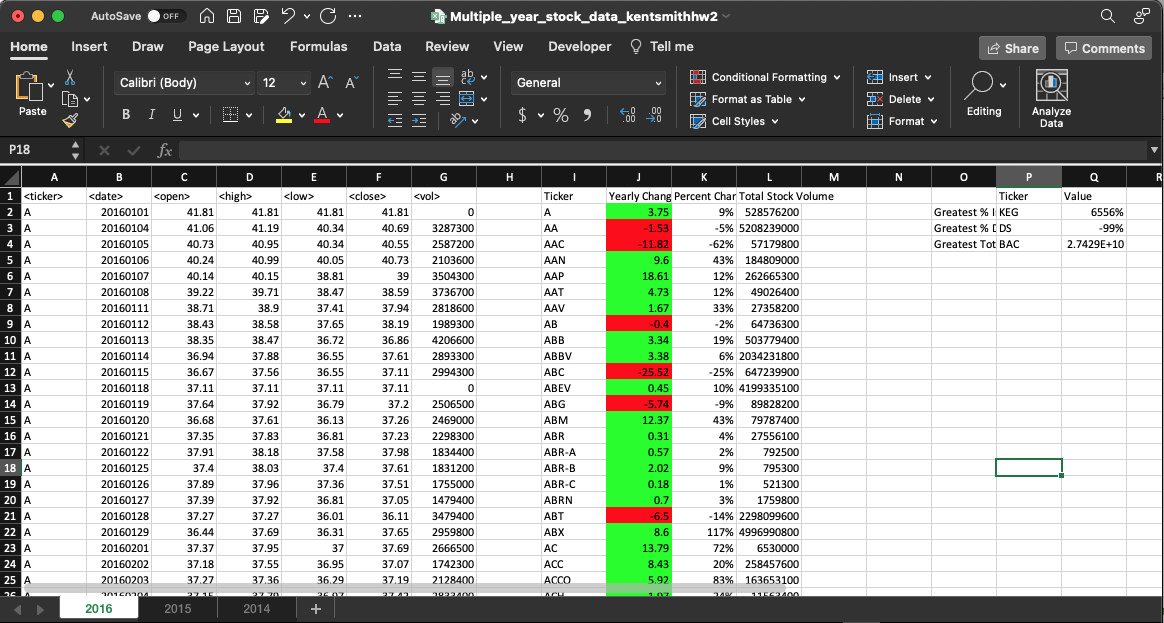 AutoSave OFF Multiple_year_stock_data_kentsmithhw2
Home Insert Draw Page Layout Formulas Data Review View Developer Tell me Share Comments
Paste Calibri (Body) 12 A A ab General Conditional Formatting Insert
Format as Table Delete Editing Analyze Data
B I U A $ % Cell Styles Format
P18 fx
A B C D E F G H I J K L M N O P Q R
1 <ticker> <date> <open> <high> <low> <close> <vol> Ticker Yearly Chang Percent Char Total Stock Volume Ticker Value
2 A 20160101 41.81 41.81 41.81 41.81 0 A 3.75 9% 528576200 Greatest % I KEG 6556%
3 A 20160104 41.06 41.19 40.34 40.69 3287300 AA -1.53 -5% 5208239000 Greatest % D DS -99%
4 A 20160105 40.73 40.95 40.34 40.55 2587200 AAC -11.82 -62% 57179800 Greatest Tot BAC 2.7429E+10
5 A 20160106 40.24 40.99 40.05 40.73 2103600 AAN 9.6 43% 184809000
6 A 20160107 40.14 40.15 38.81 39 3504300 AAP 18.61 12% 262665300
7 A 20160108 39.22 39.71 38.47 38.59 3736700 AAT 4.73 12% 49026400
8 A 20160111 38.71 38.9 37.41 37.94 2818600 AAV 1.67 33% 27358200
9 A 20160112 38.43 38.58 37.65 38.19 1989300 AB -0.4 -2% 64736300
10 A 20160113 38.35 38.47 36.72 36.86 4206600 ABB 3.34 19% 503779400
11 A 20160114 36.94 37.88 36.55 37.61 2893300 ABBV 3.38 6% 2034231800
12 A 20160115 36.67 37.56 36.55 37.11 2994300 ABC -25.52 -25% 647239900
13 A 20160118 37.11 37.11 37.11 37.11 0 ABEV 0.45 10% 4199335100
14 A 20160119 37.64 37.92 36.79 37.2 2506500 ABG -5.74 -9% 89828200
15 A 20160120 36.68 37.61 36.13 37.26 2469000 ABM 12.37 43% 79787400
16 A 20160121 37.35 37.83 36.81 37.23 2298300 ABR 0.31 4% 27556100
17 A 20160122 37.91 38.18 37.58 37.98 1834400 ABR-A 0.57 2% 792500
18 A 20160125 37.4 38.03 37.4 37.61 1831200 ABR-B 2.02 9% 795300
19 A 20160126 37.89 37.96 37.36 37.51 1755000 ABR-C 0.18 1% 521300
20 A 20160127 37.39 37.92 36.81 37.05 1479400 ABRN 0.7 3% 1759800
21 A 20160128 37.27 37.27 36.01 36.11 3479400 ABT -6.5 -14% 2298099600
22 A 20160129 36.44 37.69 36.31 37.65 2959800 ABX 8.6 117% 4996990800
23 A 20160201 37.37 37.95 37 37.69 2666500 AC 13.79 72% 6530000
24 A 20160202 37.18 37.55 36.95 37.07 1742300 ACC 8.43 20% 258457600
25 A 20160203 37.27 37.36 36.29 37.19 2128400 ACCO 5.92 83% 163653100
2016 2015 2014 +